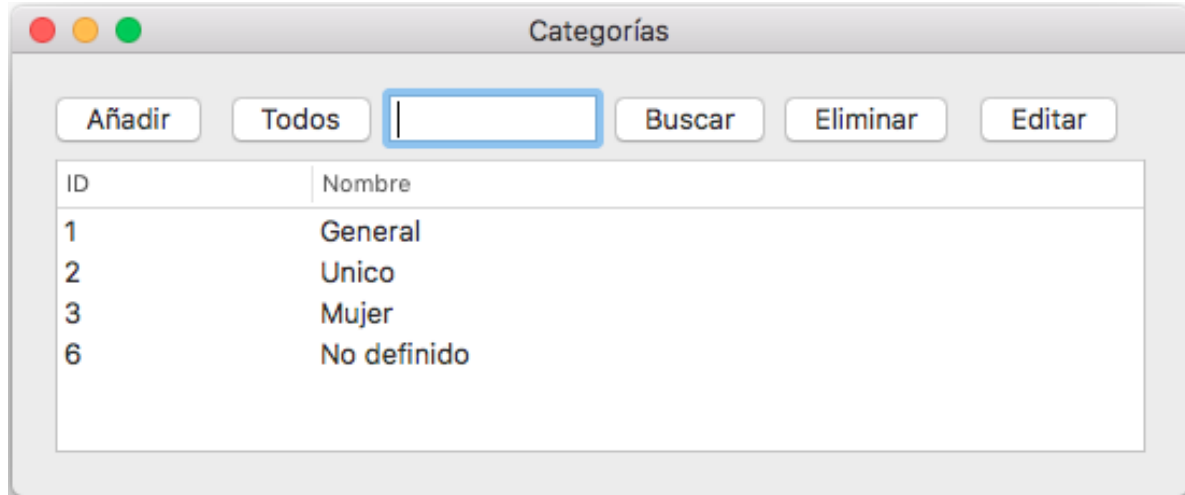 Categorías
Añadir Todos Buscar Eliminar Editar
ID Nombre
1 General
2 Unico
3 Mujer
6 No definido